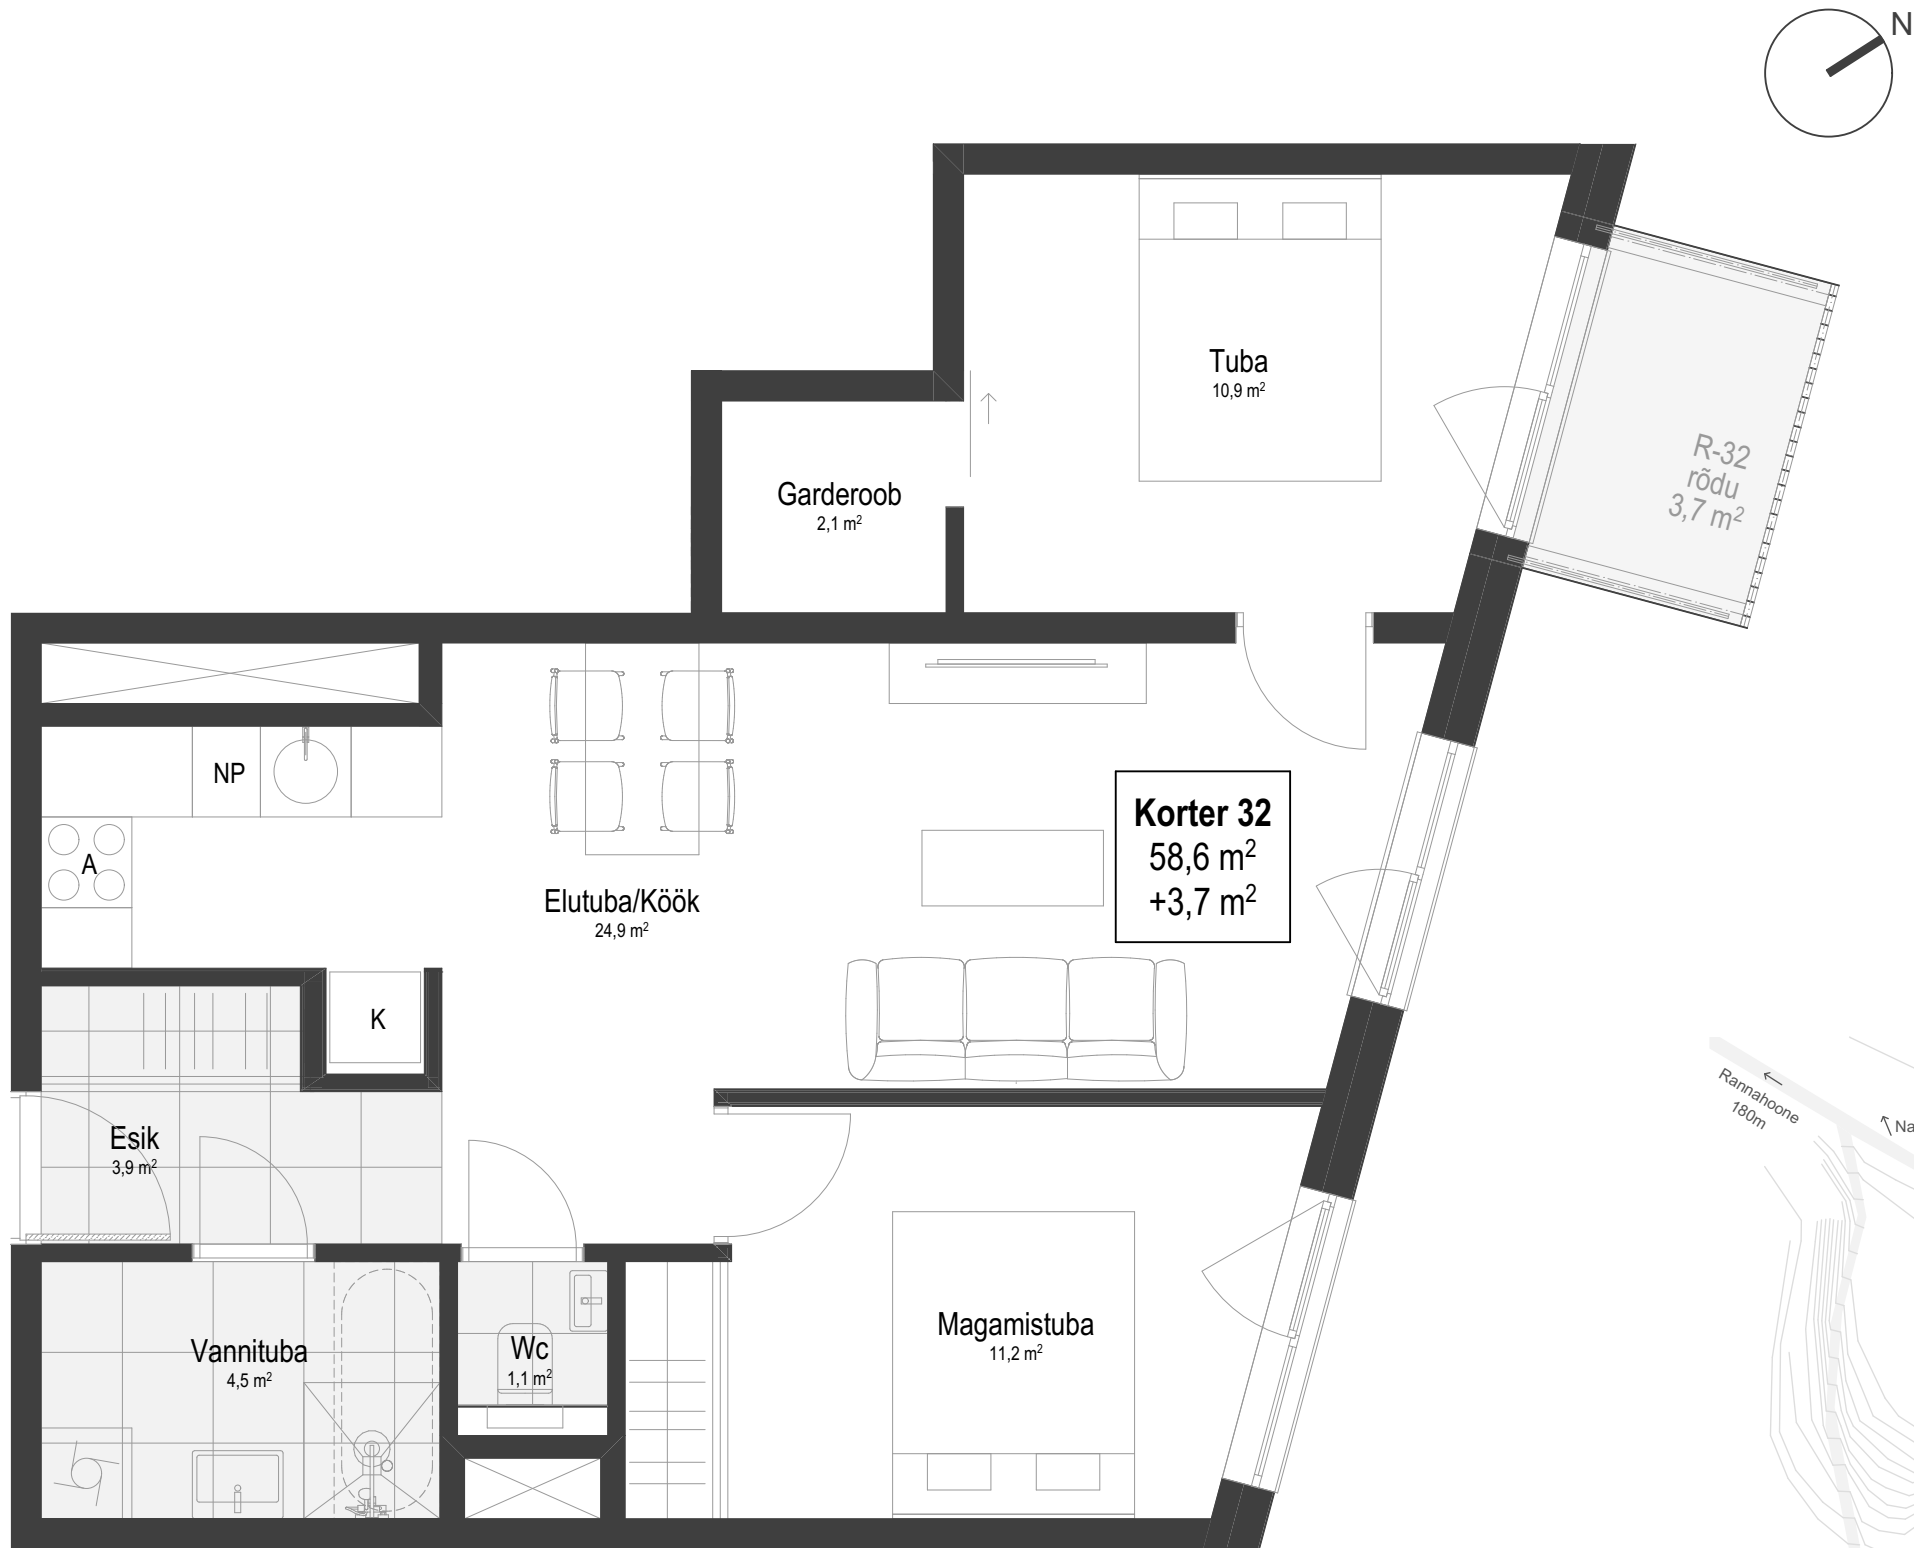 N
Tuba
10,9 m²
R-32
rõdu
3,7 m²
Garderoob
2,1 m²
NP
A
Korter 32
58,6 m²
+3,7 m²
Elutuba/Köök
24,9 m²
K
Rannahoone
180m
Na
Esik
3,9 m²
Vannituba
4,5 m²
Wc
1,1 m²
Magamistuba
11,2 m²